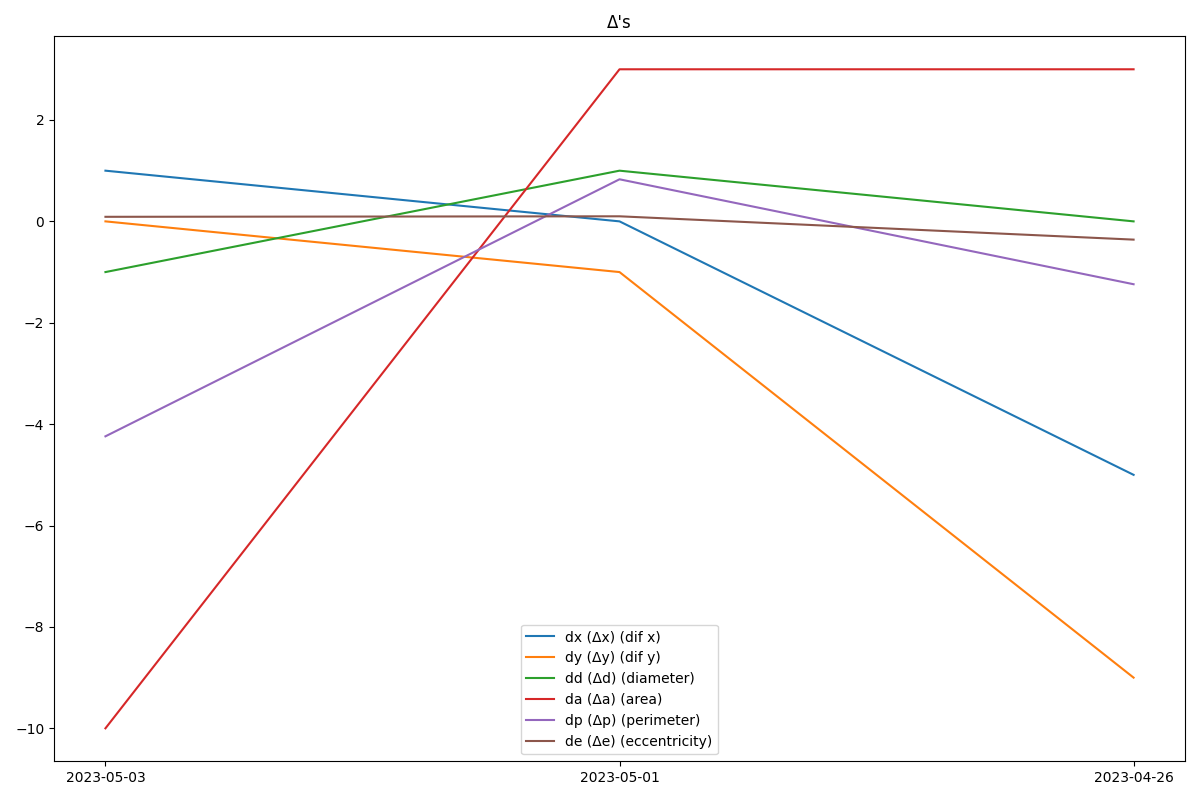 Δ's
2
0
−2
−4
−6
−8
−10
dx (Δx) (dif x)
dy (Δy) (dif y)
dd (Δd) (diameter)
da (Δa) (area)
dp (Δp) (perimeter)
de (Δe) (eccentricity)
2023-05-03 2023-05-01 2023-04-26